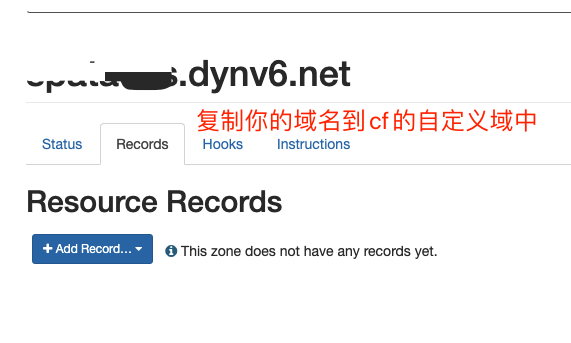 .dynv6.net
复制你的域名到cf的自定义域中
Status Records Hooks Instructions
Resource Records
Add Record... This zone does not have any records yet.